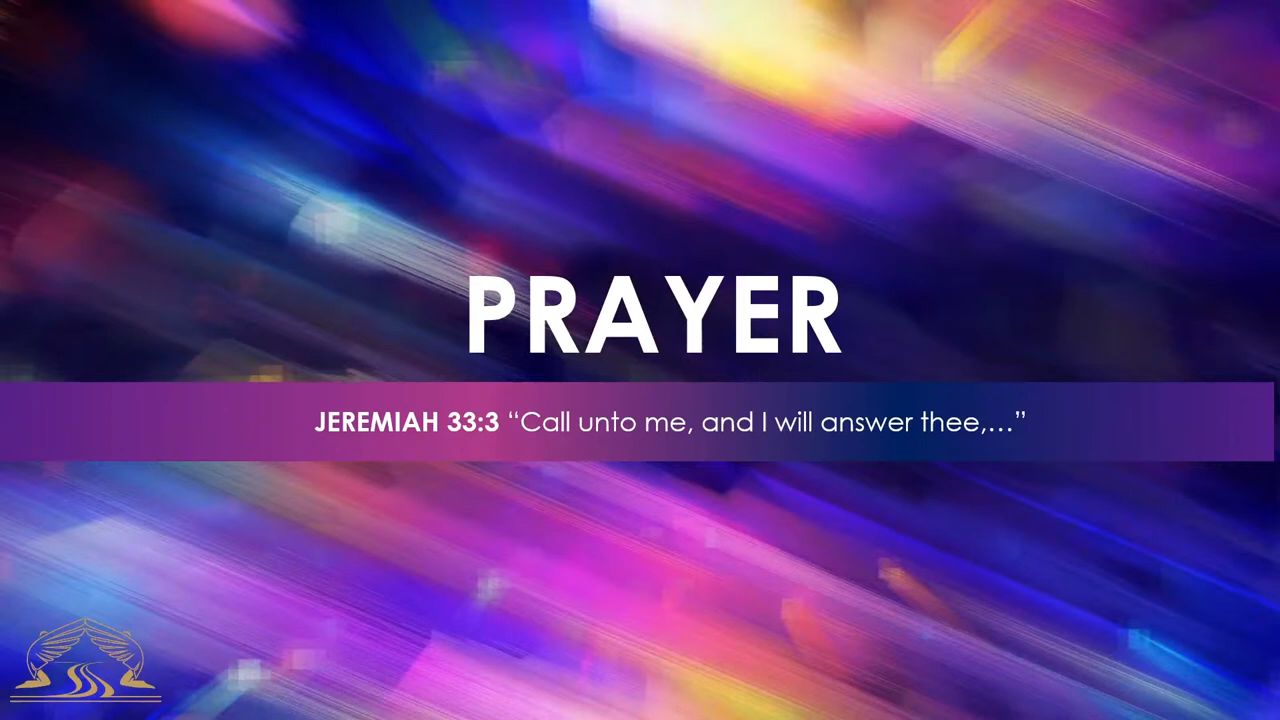 PRAYER
JEREMIAH 33:3 “Call unto me, and I will answer thee,…”